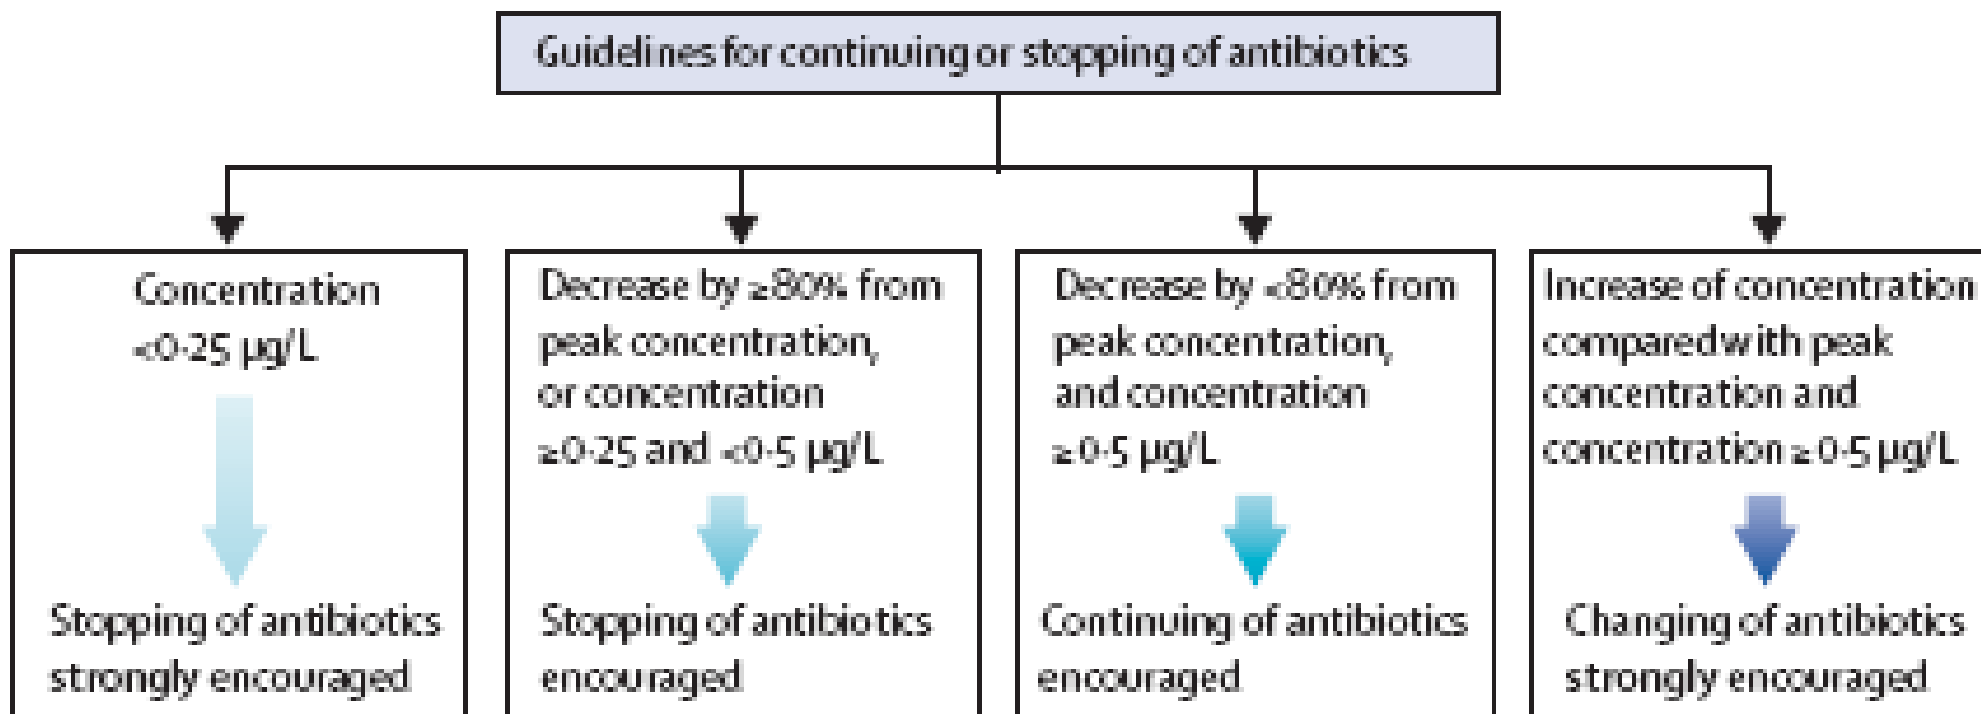 Guidelines for continuing or stopping of antibiotics
Concentration
<0·25 µg/L
Stopping of antibiotics
strongly encouraged
Decrease by ≥80% from
peak concentration,
or concentration
≥0·25 and <0·5 µg/L
Stopping of antibiotics
encouraged
Decrease by <80% from
peak concentration,
and concentration
≥0·5 µg/L
Continuing of antibiotics
encouraged
Increase of concentration
compared with peak
concentration and
concentration ≥0·5 µg/L
Changing of antibiotics
strongly encouraged